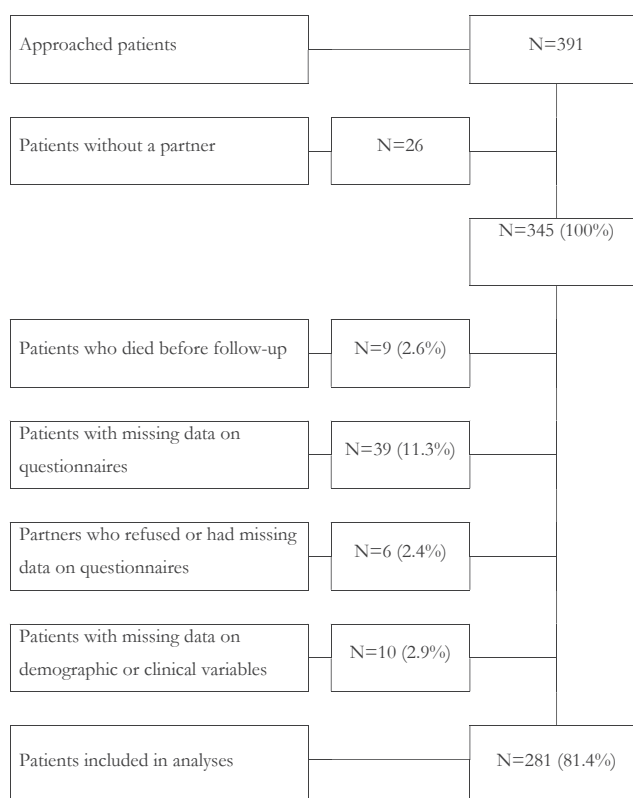 Approached patients
N=391
Patients without a partner
N=26
N=345 (100%)
Patients who died before follow-up
N=9 (2.6%)
Patients with missing data on
questionnaires
N=39 (11.3%)
Partners who refused or had missing
data on questionnaires
N=6 (2.4%)
Patients with missing data on
demographic or clinical variables
N=10 (2.9%)
Patients included in analyses
N=281 (81.4%)